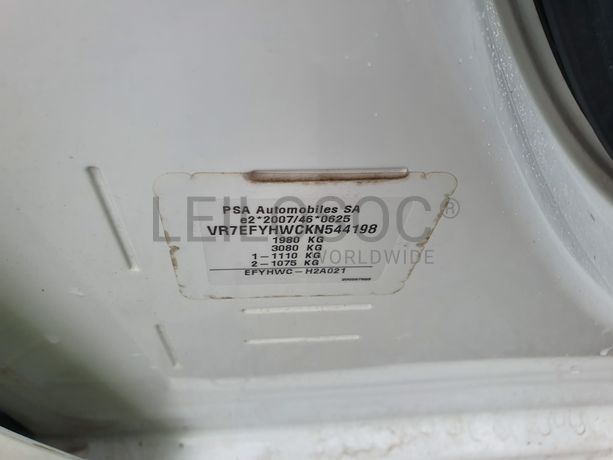 PSA Automobiles SA
e2*2007/46*0625
VR7EFYHWCKN544198
1980 KG
3080 KG
1-1110 KG
2-1075 KG
EFYHWC-H2A021
LEILOSOC®
WORLDWIDE